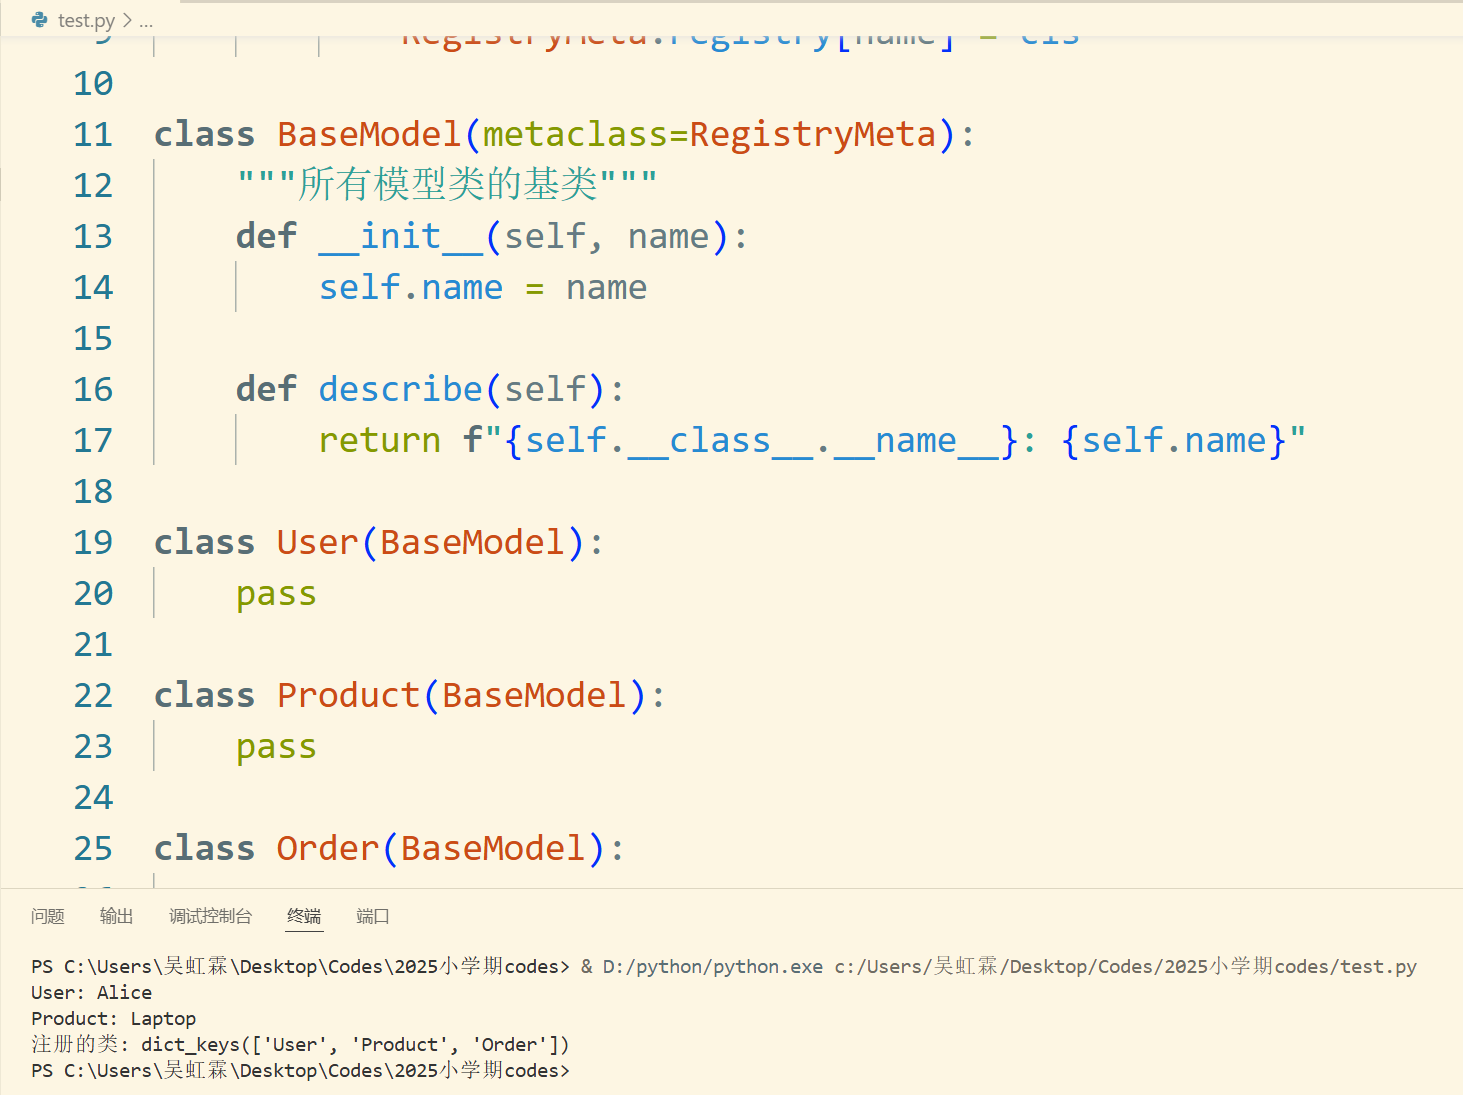 test.py > ...
9 RegistryMeta.registry[name] = cls
10
11 class BaseModel(metaclass=RegistryMeta):
12 """所有模型类的基类"""
13 def __init__(self, name):
14 self.name = name
15
16 def describe(self):
17 return f"{self.__class__.__name__}: {self.name}"
18
19 class User(BaseModel):
20 pass
21
22 class Product(BaseModel):
23 pass
24
25 class Order(BaseModel):
问题 输出 调试控制台 终端 端口
PS C:\Users\吴虹霖\Desktop\Codes\2025小学期codes> & D:/python/python.exe c:/Users/吴虹霖/Desktop/Codes/2025小学期codes/test.py
User: Alice
Product: Laptop
注册的类: dict_keys(['User', 'Product', 'Order'])
PS C:\Users\吴虹霖\Desktop\Codes\2025小学期codes>